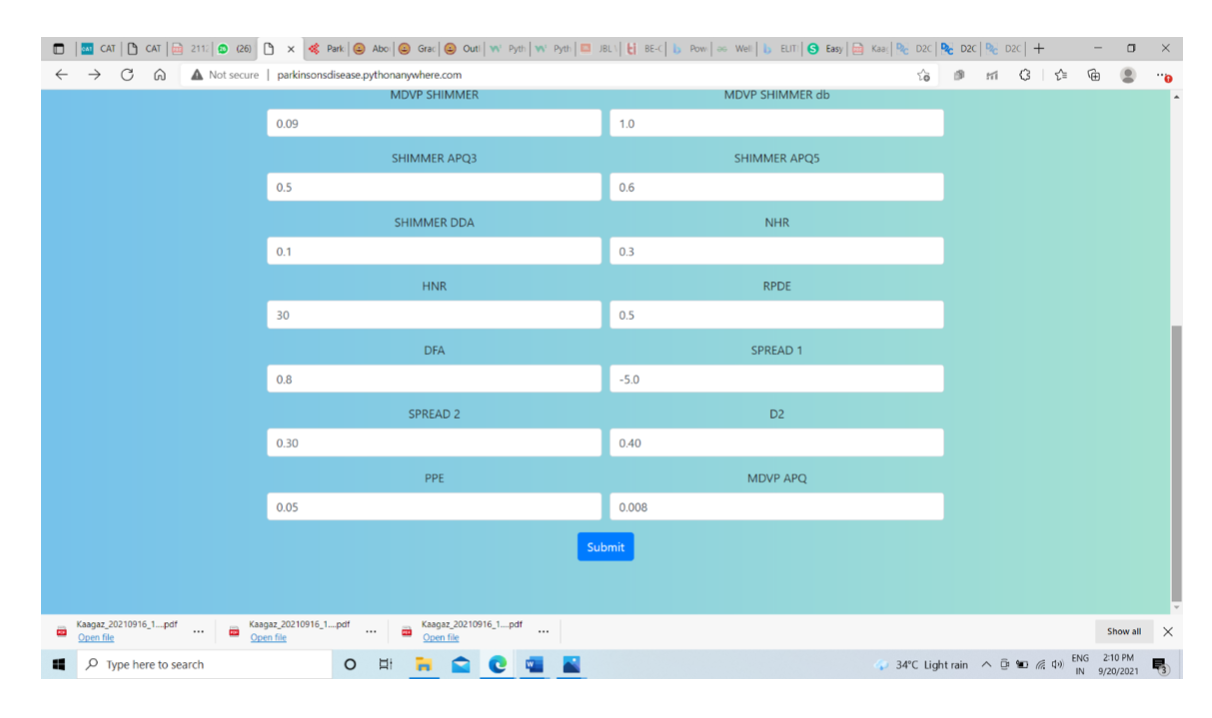 CAT CAT 211: (26) Park Abo Grac Outl Pyth Pyth JBL BE-C Pow Wel ELIT Easy Kaa D2C D2C D2C
Not secure | parkinsonsdisease.pythonanywhere.com
MDVP SHIMMER MDVP SHIMMER db
0.09 1.0
SHIMMER APQ3 SHIMMER APQ5
0.5 0.6
SHIMMER DDA NHR
0.1 0.3
HNR RPDE
30 0.5
DFA SPREAD 1
0.8 -5.0
SPREAD 2 D2
0.30 0.40
PPE MDVP APQ
0.05 0.008
Submit
Kaagaz_20210916_1....pdf Kaagaz_20210916_1....pdf Kaagaz_20210916_1....pdf
Open file Open file Open file Show all
Type here to search 34°C Light rain ENG 2:10 PM
IN 9/20/2021 3